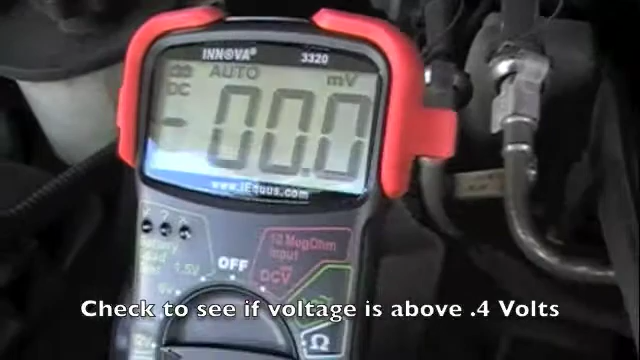 INNOVA® 3320
AUTO mV
DC
-00.0
www.iEquus.com
OFF
10 MegOhm
Input
DCV
1.5V
9V
Ω
Check to see if voltage is above .4 Volts